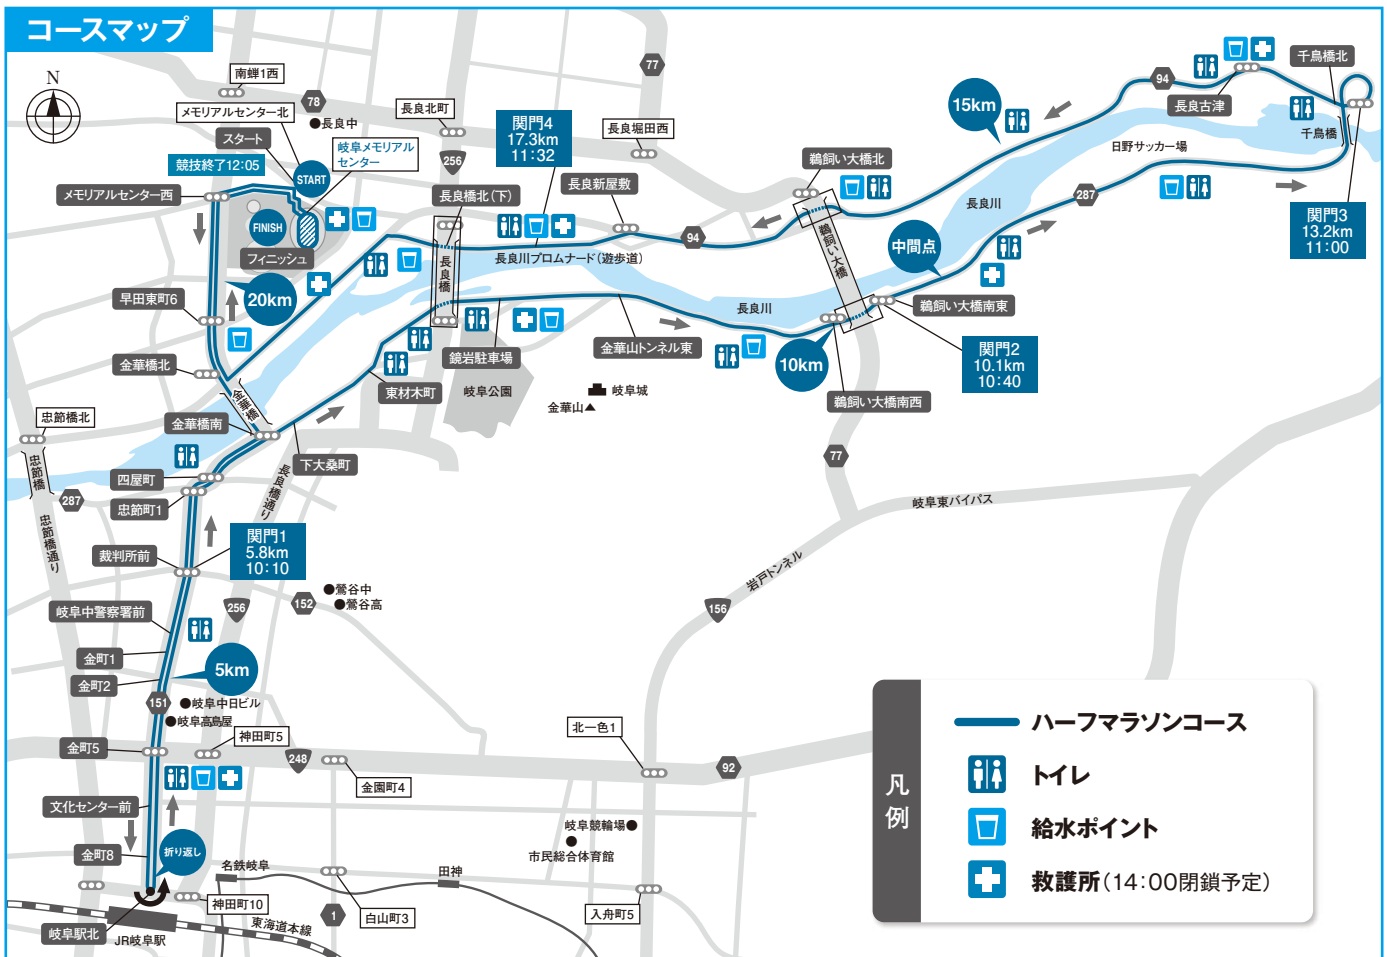 コースマップ
N
南蝉1西
78
メモリアルセンター北
長良中
スタート
岐阜メモリアル
センター
競技終了12:05
START
メモリアルセンター西
FINISH
フィニッシュ
早田東町6
20km
金華橋北
金華橋
金華橋南
忠節橋北
忠節橋
忠節橋通り
287
四屋町
忠節町1
長良橋通り
下大桑町
裁判所前
関門1
5.8km
10:10
鶯谷中
鶯谷高
152
256
岐阜中警察署前
金町1
金町2
5km
151
岐阜中日ビル
岐阜高島屋
金町5
神田町5
248
金園町4
文化センター前
金町8
折り返し
名鉄岐阜
田神
神田町10
岐阜駅北
JR岐阜駅
東海道本線
1
白山町3
長良北町
256
長良橋北(下)
長良橋
関門4
17.3km
11:32
77
長良堀田西
長良新屋敷
94
長良川プロムナード(遊歩道)
鵜飼い大橋北
鵜飼い大橋
長良川
鏡岩駐車場
東材木町
岐阜公園
金華山トンネル東
岐阜城
金華山
10km
鵜飼い大橋南西
鵜飼い大橋南東
関門2
10.1km
10:40
中間点
長良川
15km
94
長良古津
千鳥橋北
千鳥橋
日野サッカー場
287
関門3
13.2km
11:00
77
岐阜東バイパス
岩戸トンネル
156
北一色1
92
岐阜競輪場
市民総合体育館
入舟町5
凡例
ハーフマラソンコース
トイレ
給水ポイント
救護所(14:00閉鎖予定)